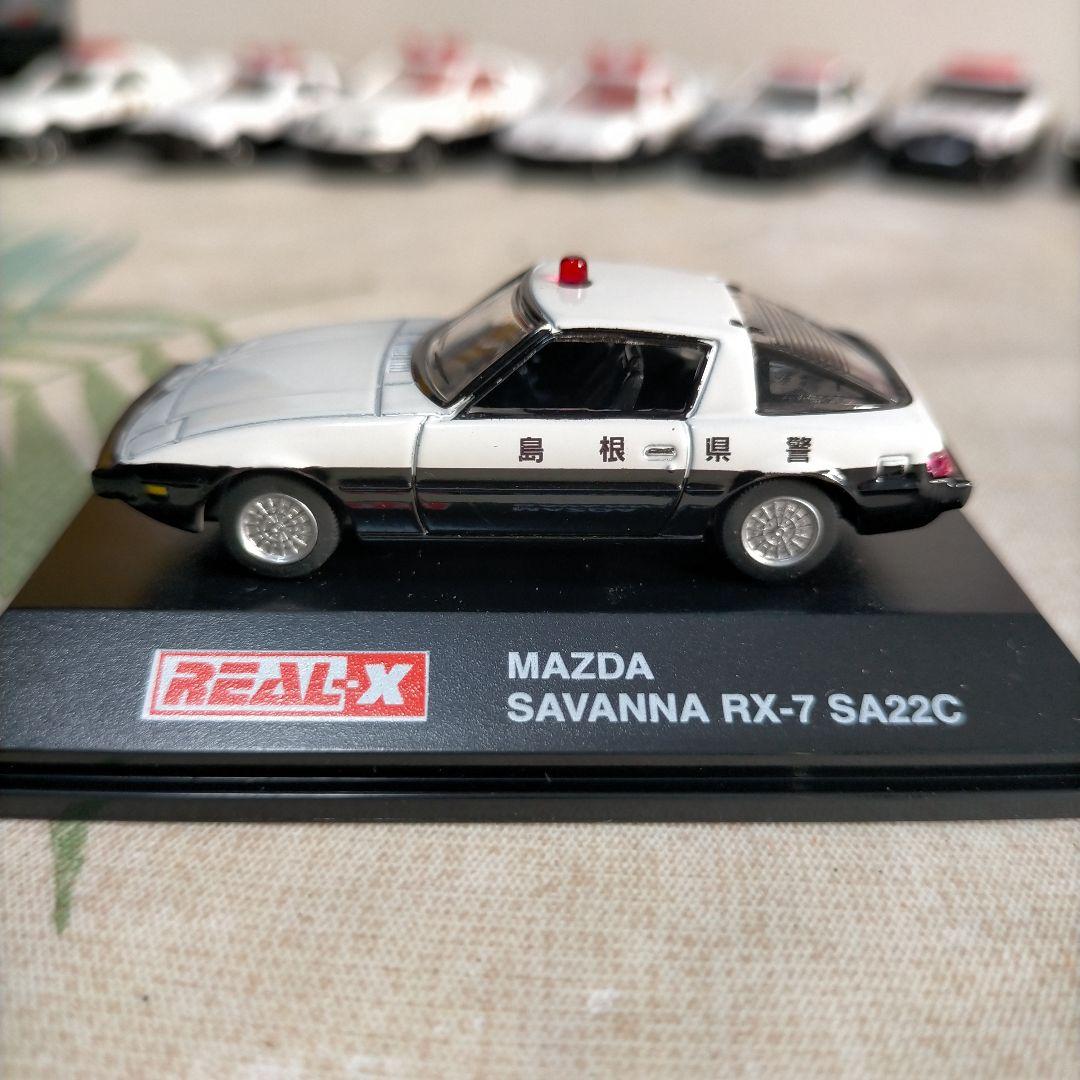 島根県警
REAL-X
MAZDA
SAVANNA RX-7 SA22C